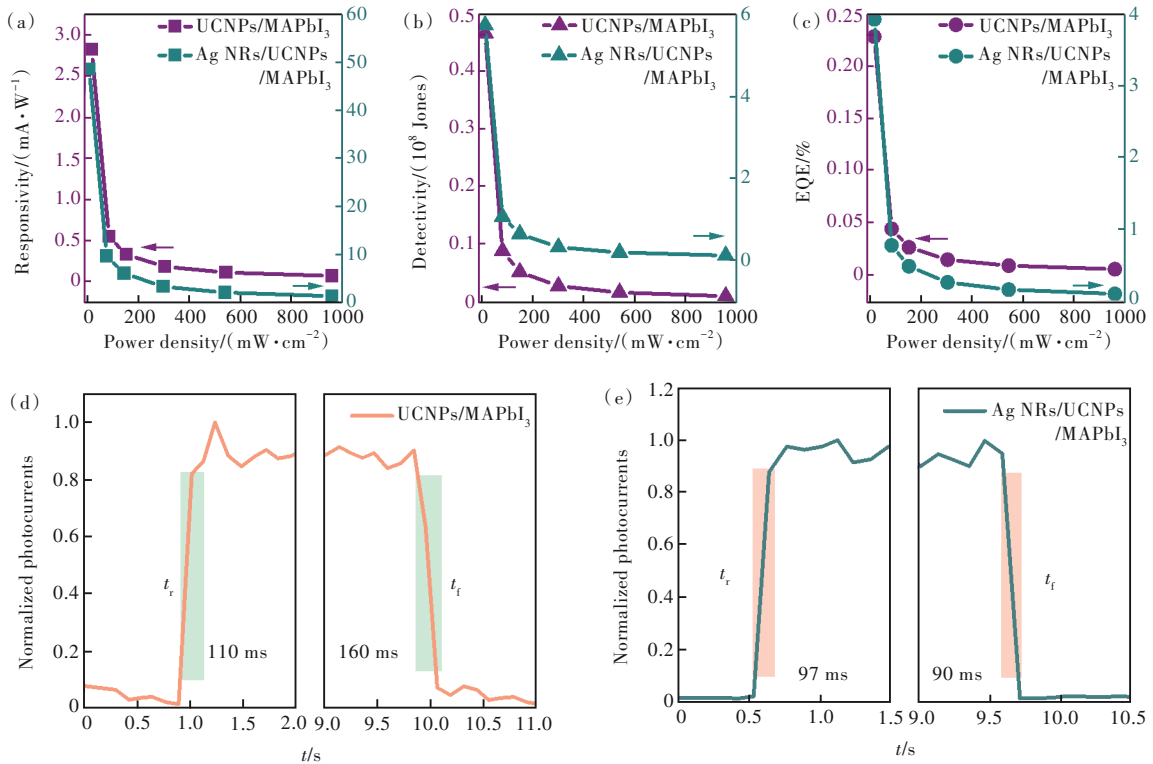 (a)
UCNPs/MAPbI₃
Ag NRs/UCNPs
/MAPbI₃
Responsivity/(mA·W⁻¹)
3.0
2.5
2.0
1.5
1.0
0.5
0
60
50
40
30
20
10
0
0 200 400 600 800 1000
Power density/(mW·cm⁻²)
(b)
UCNPs/MAPbI₃
Ag NRs/UCNPs
/MAPbI₃
Detectivity/(10⁸ Jones)
0.5
0.4
0.3
0.1
0.1
0.0
6
4
2
0
0 200 400 600 800 1000
Power density/(mW·cm⁻²)
(c)
UCNPs/MAPbI₃
Ag NRs/UCNPs
/MAPbI₃
EQE/%
0.25
0.20
0.15
0.10
0.05
0
4
3
2
1
0
0 200 400 600 800 1000
Power density/(mW·cm⁻²)
(d)
UCNPs/MAPbI₃
Normalized photocurrents
1.0
0.8
0.6
0.4
0.2
0
tᵣ
110 ms
160 ms
t_f
0 0.5 1.0 1.5 2.0
9.0 9.5 10.0 10.5 11.0
t/s
(e)
Ag NRs/UCNPs
/MAPbI₃
Normalized photocurrents
1.2
1.0
0.8
0.6
0.4
0.2
0
tᵣ
97 ms
90 ms
t_f
0 0.5 1.0 1.5
9.0 9.5 10.0 10.5
t/s